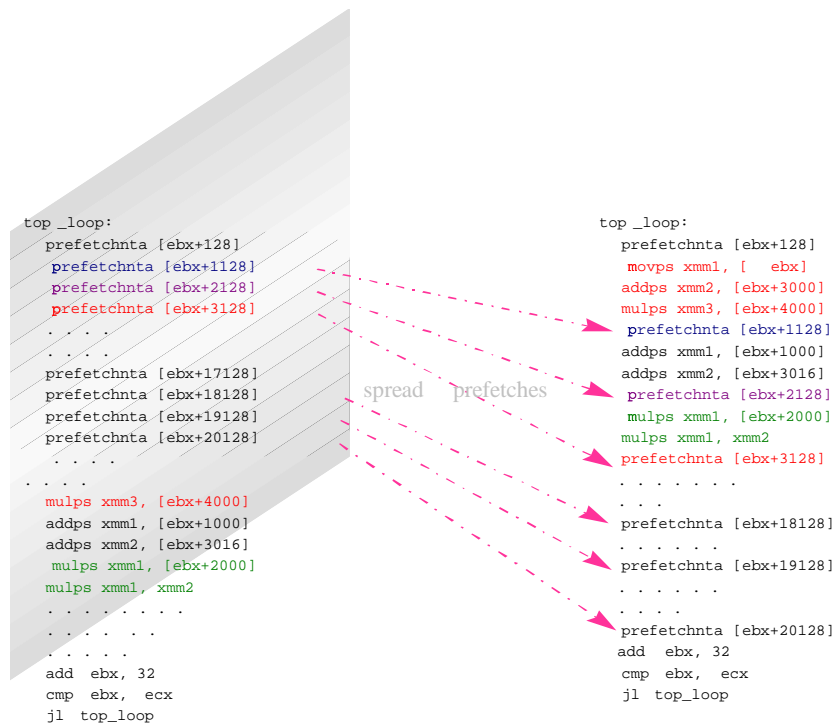 top _loop:
prefetchnta [ebx+128]
prefetchnta [ebx+1128]
prefetchnta [ebx+2128]
prefetchnta [ebx+3128]
. . . .
. . . .
prefetchnta [ebx+17128]
prefetchnta [ebx+18128]
prefetchnta [ebx+19128]
prefetchnta [ebx+20128]
. . . .
. . . .
mulps xmm3, [ebx+4000]
addps xmm1, [ebx+1000]
addps xmm2, [ebx+3016]
mulps xmm1, [ebx+2000]
mulps xmm1, xmm2
. . . . . . . .
. . . . . .
. . . . .
add ebx, 32
cmp ebx, ecx
jl top_loop
spread prefetches
top _loop:
prefetchnta [ebx+128]
movps xmm1, [ ebx]
addps xmm2, [ebx+3000]
mulps xmm3, [ebx+4000]
prefetchnta [ebx+1128]
addps xmm1, [ebx+1000]
addps xmm2, [ebx+3016]
prefetchnta [ebx+2128]
mulps xmm1, [ebx+2000]
mulps xmm1, xmm2
prefetchnta [ebx+3128]
. . . . . . .
. . .
prefetchnta [ebx+18128]
. . . . . .
prefetchnta [ebx+19128]
. . . . . .
. . . .
prefetchnta [ebx+20128]
add ebx, 32
cmp ebx, ecx
jl top_loop